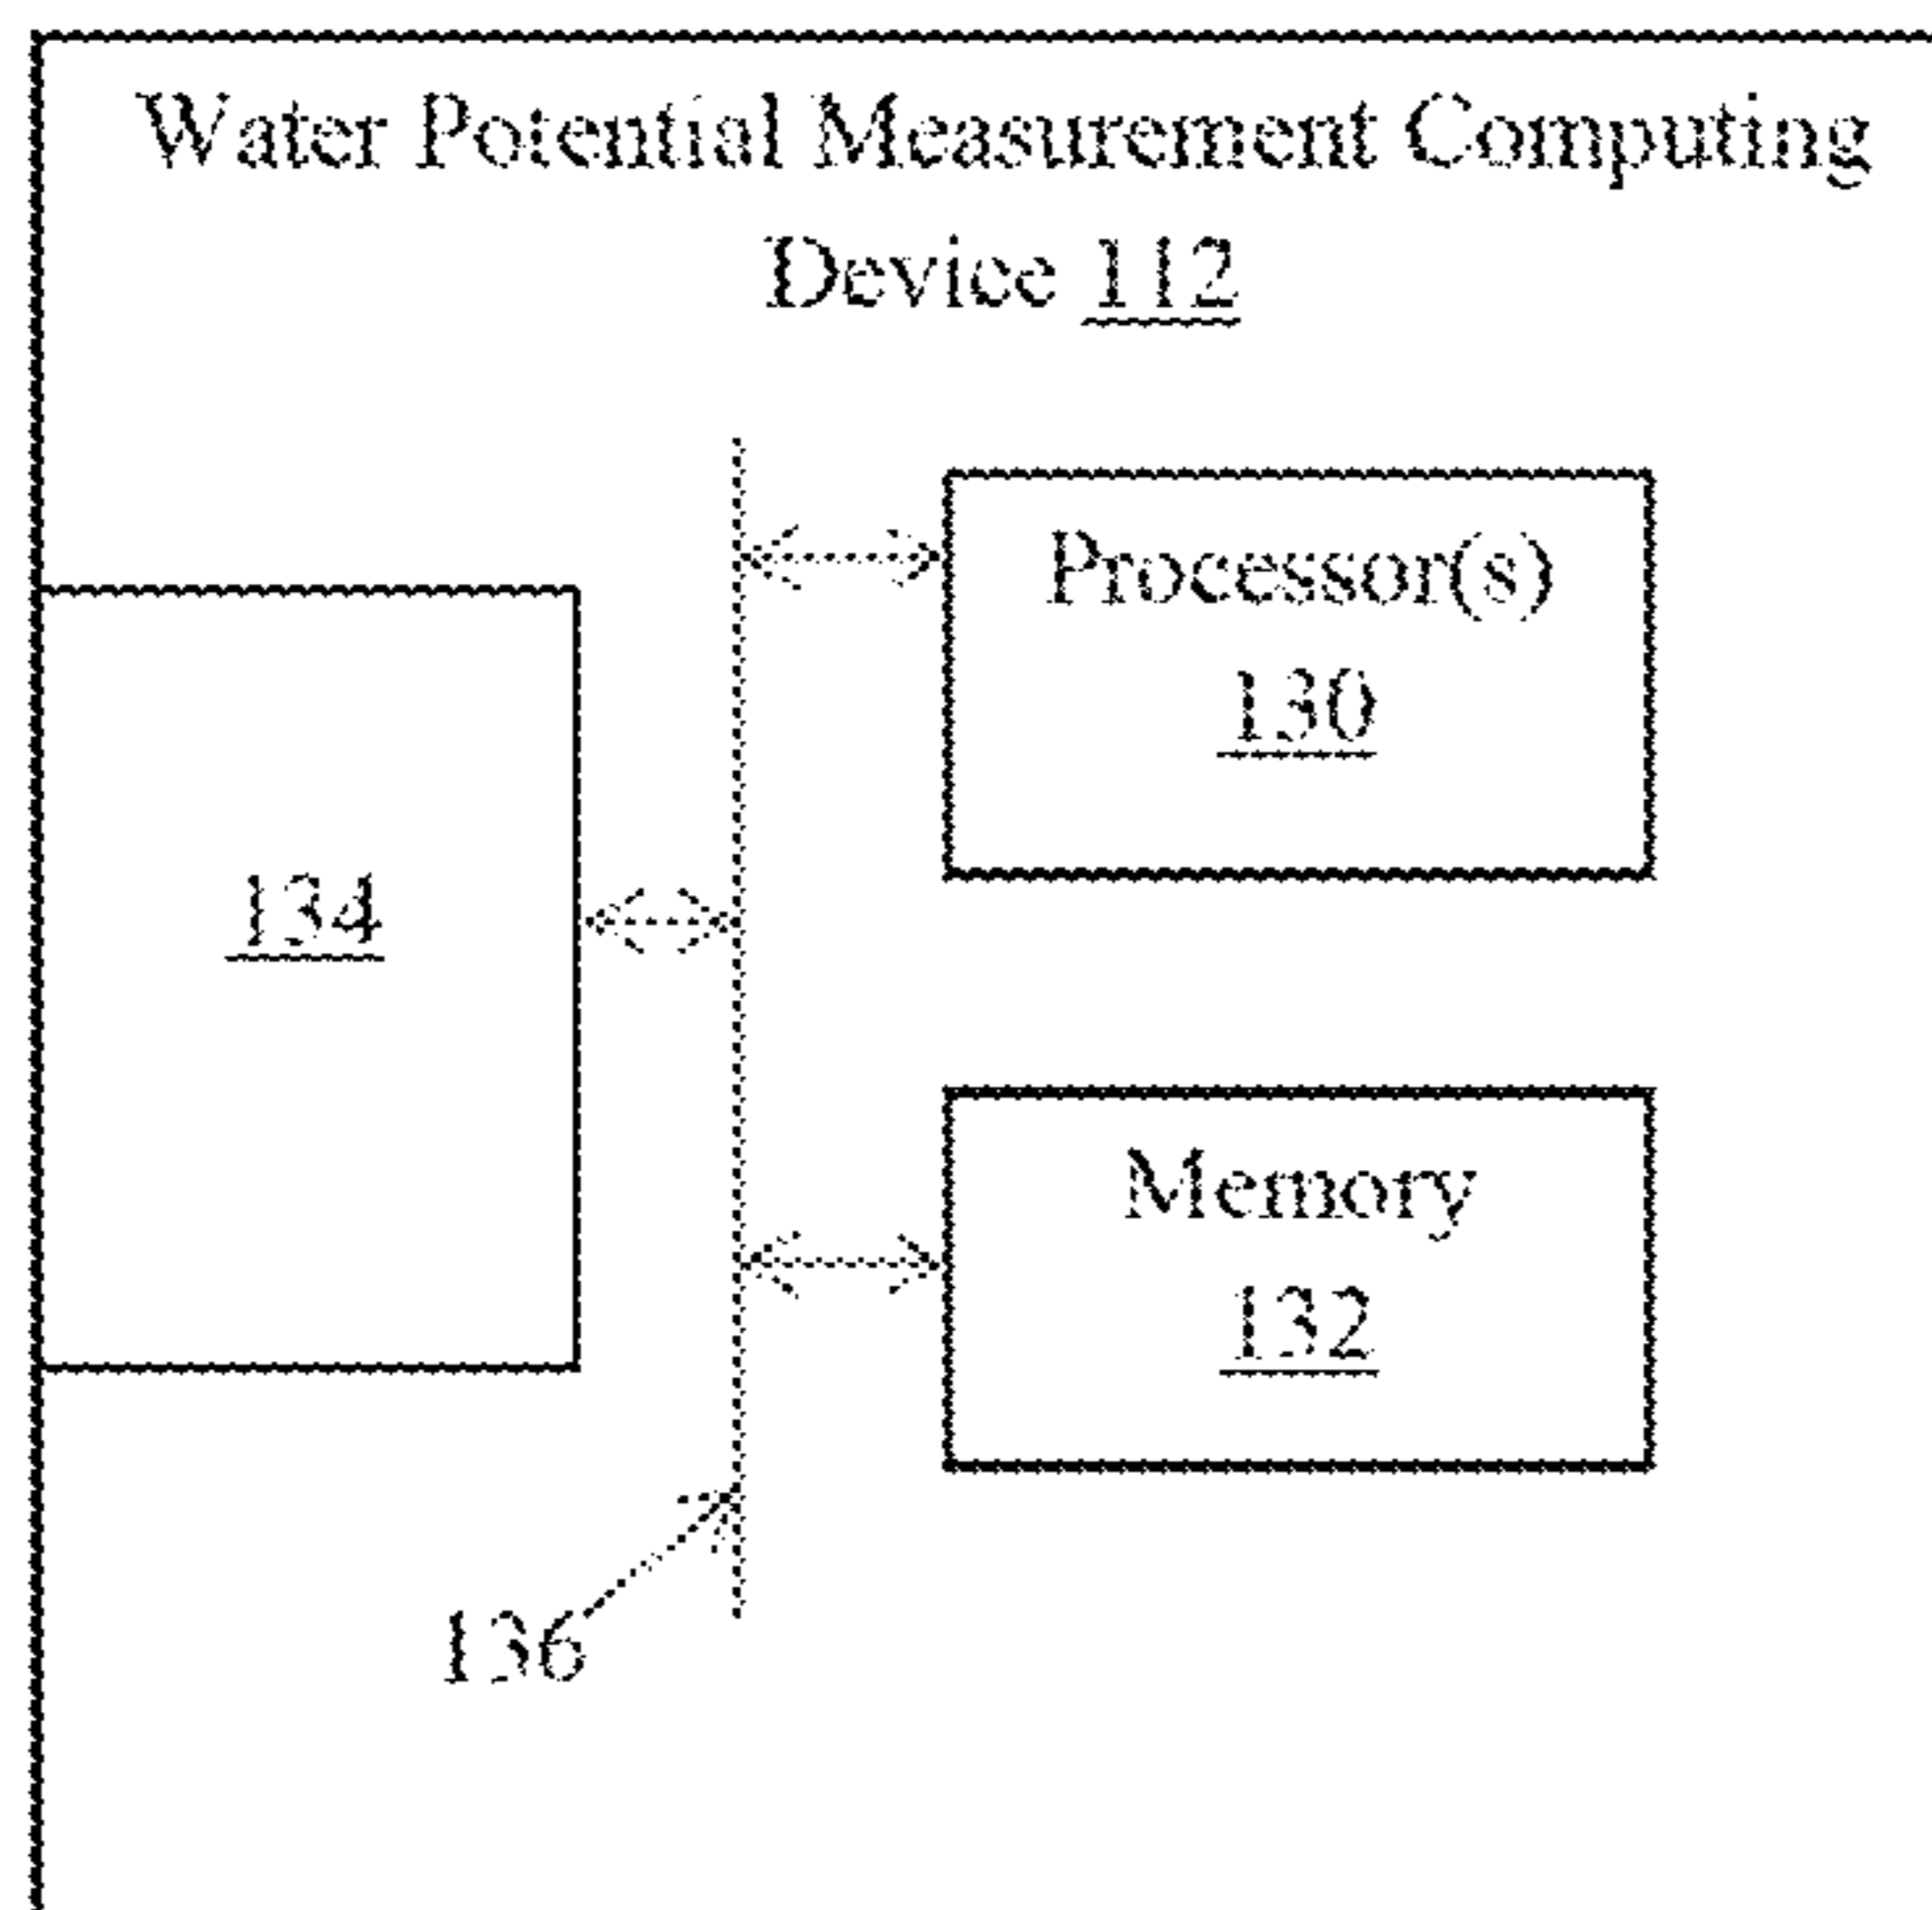 Water Potential Measurement Computing
Device 112
Processor(s)
130
134
Memory
132
136